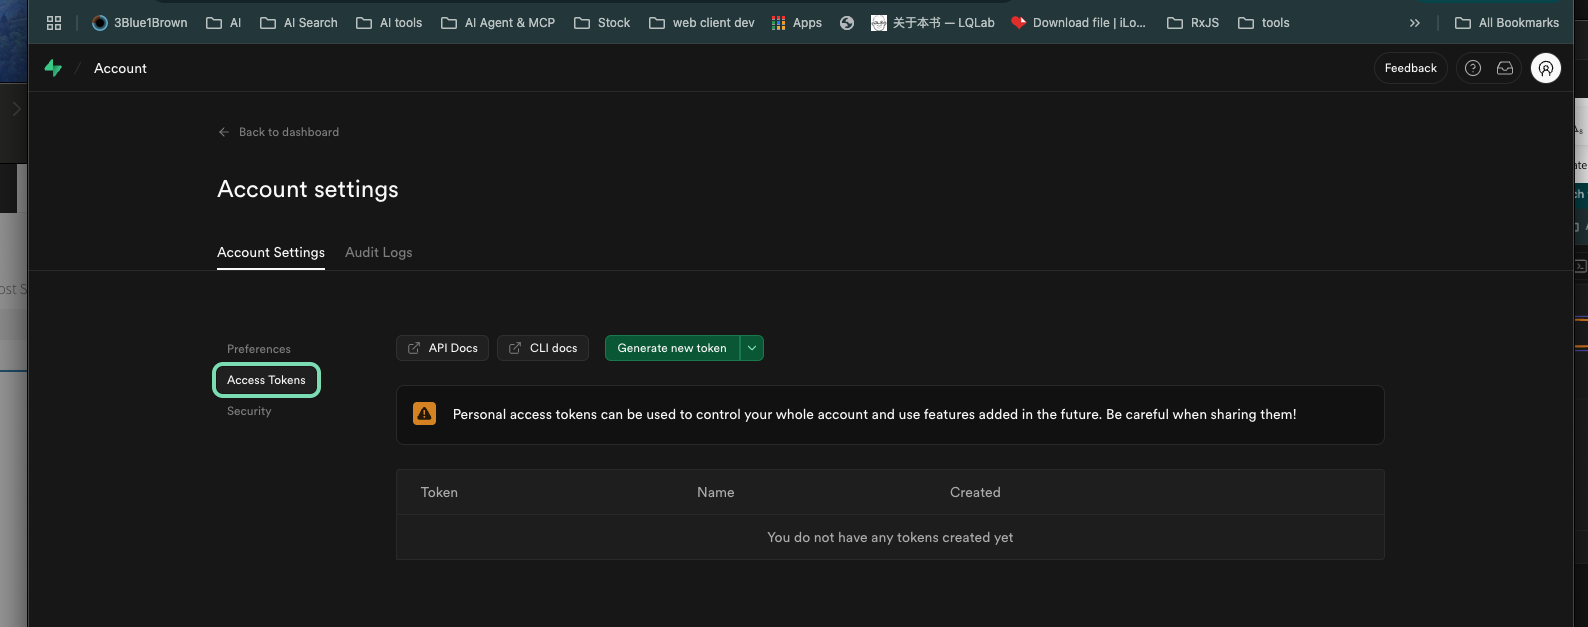 3Blue1Brown AI AI Search AI tools AI Agent & MCP Stock web client dev Apps 关于本书 — LQLab Download file | iLo... RxJS tools » All Bookmarks
/ Account Feedback
← Back to dashboard
Account settings
Account Settings Audit Logs
Preferences
Access Tokens
Security
API Docs CLI docs Generate new token
Personal access tokens can be used to control your whole account and use features added in the future. Be careful when sharing them!
Token Name Created
You do not have any tokens created yet